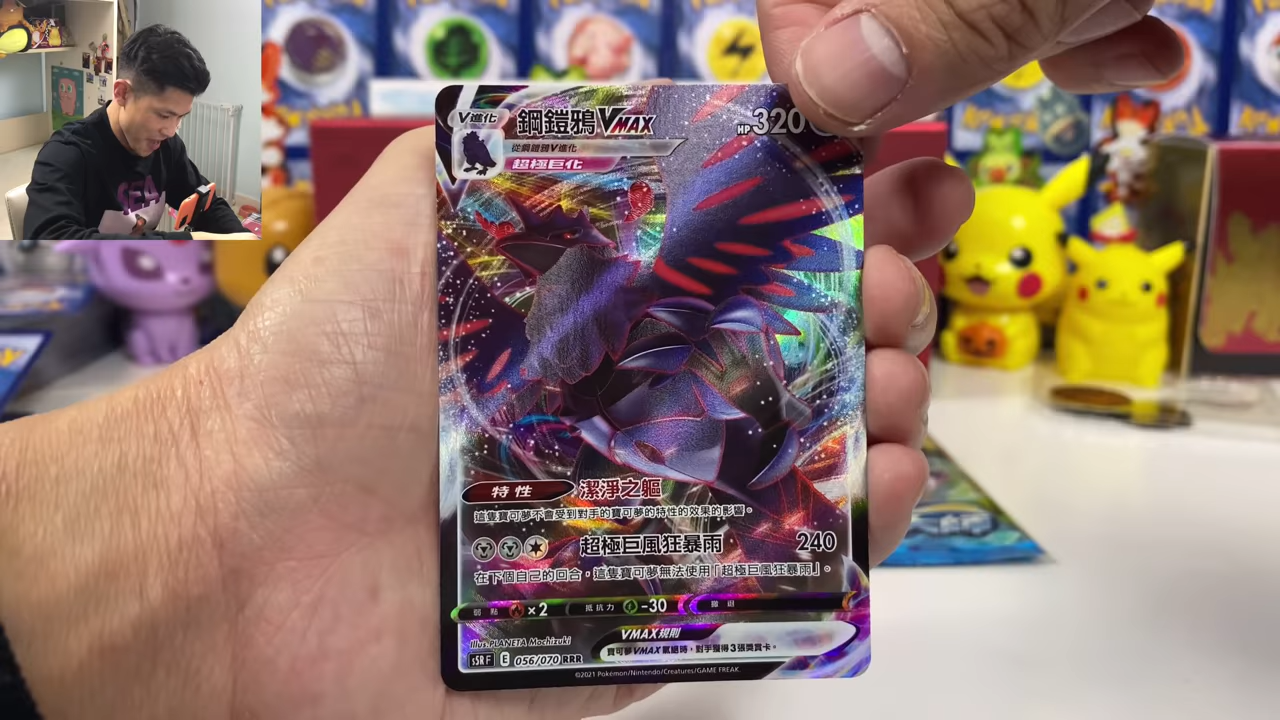 V進化
鋼鎧鴉VMAX
HP320
從鋼鎧鴉V進化
超極巨化
SEA
特性 潔淨之軀
這隻寶可夢不會受到對手的寶可夢的特性的效果的影響。
超極巨風狂暴雨 240
在下個自己的回合,這隻寶可夢無法使用「超極巨風狂暴雨」。
弱點 ×2 抵抗力 -30 撤退
Illus. PLANETA Mochizuki
VMAX規則
寶可夢VMAX氣絕時,對手獲得3張獎賞卡。
s5R F E 056/070 RRR
©2021 Pokémon/Nintendo/Creatures/GAME FREAK.